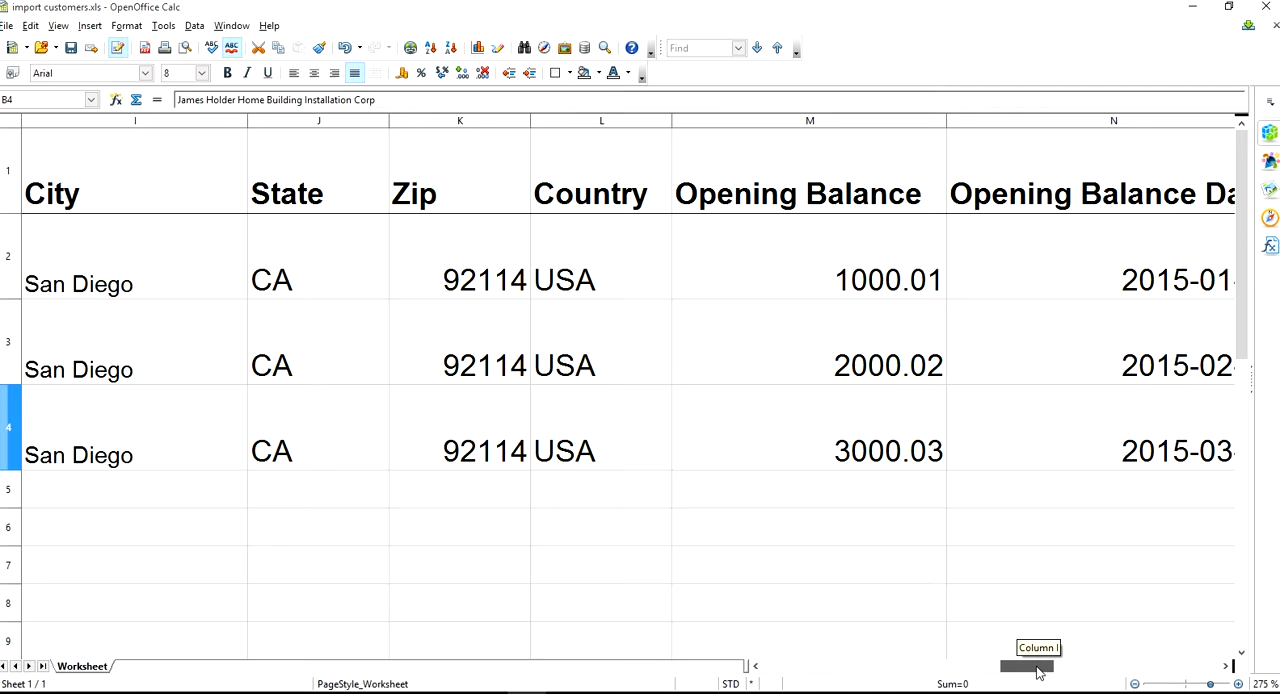 import customers.xls - OpenOffice Calc
File Edit View Insert Format Tools Data Window Help
Find
Arial 8 B I U
B4 fx Σ = James Holder Home Building Installation Corp
I J K L M N
1 City State Zip Country Opening Balance Opening Balance Da
2 San Diego CA 92114 USA 1000.01 2015-01-
3 San Diego CA 92114 USA 2000.02 2015-02-
4 San Diego CA 92114 USA 3000.03 2015-03-
5
6
7
8
9
Column I
Worksheet
Sheet 1 / 1 PageStyle_Worksheet STD * Sum=0 275 %